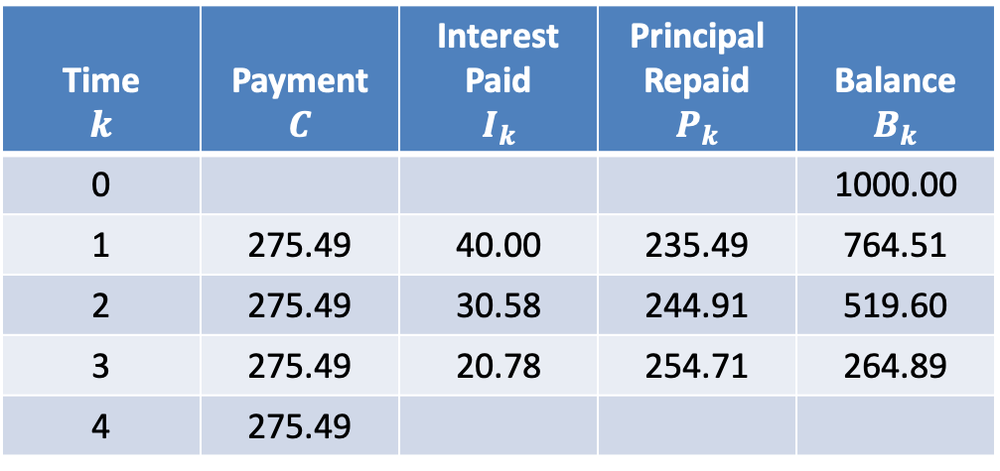 Time k Payment C Interest Paid I_k Principal Repaid P_k Balance B_k
0 1000.00
1 275.49 40.00 235.49 764.51
2 275.49 30.58 244.91 519.60
3 275.49 20.78 254.71 264.89
4 275.49